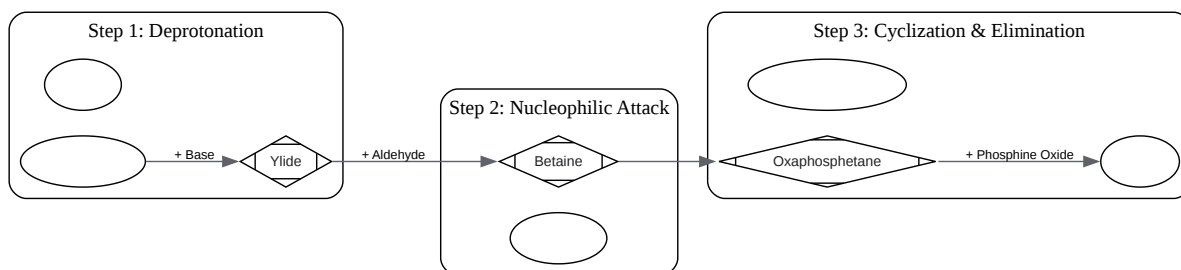 Step 1: Deprotonation
+ Base
Ylide
+ Aldehyde
Step 2: Nucleophilic Attack
Betaine
Step 3: Cyclization & Elimination
Oxaphosphetane
+ Phosphine Oxide